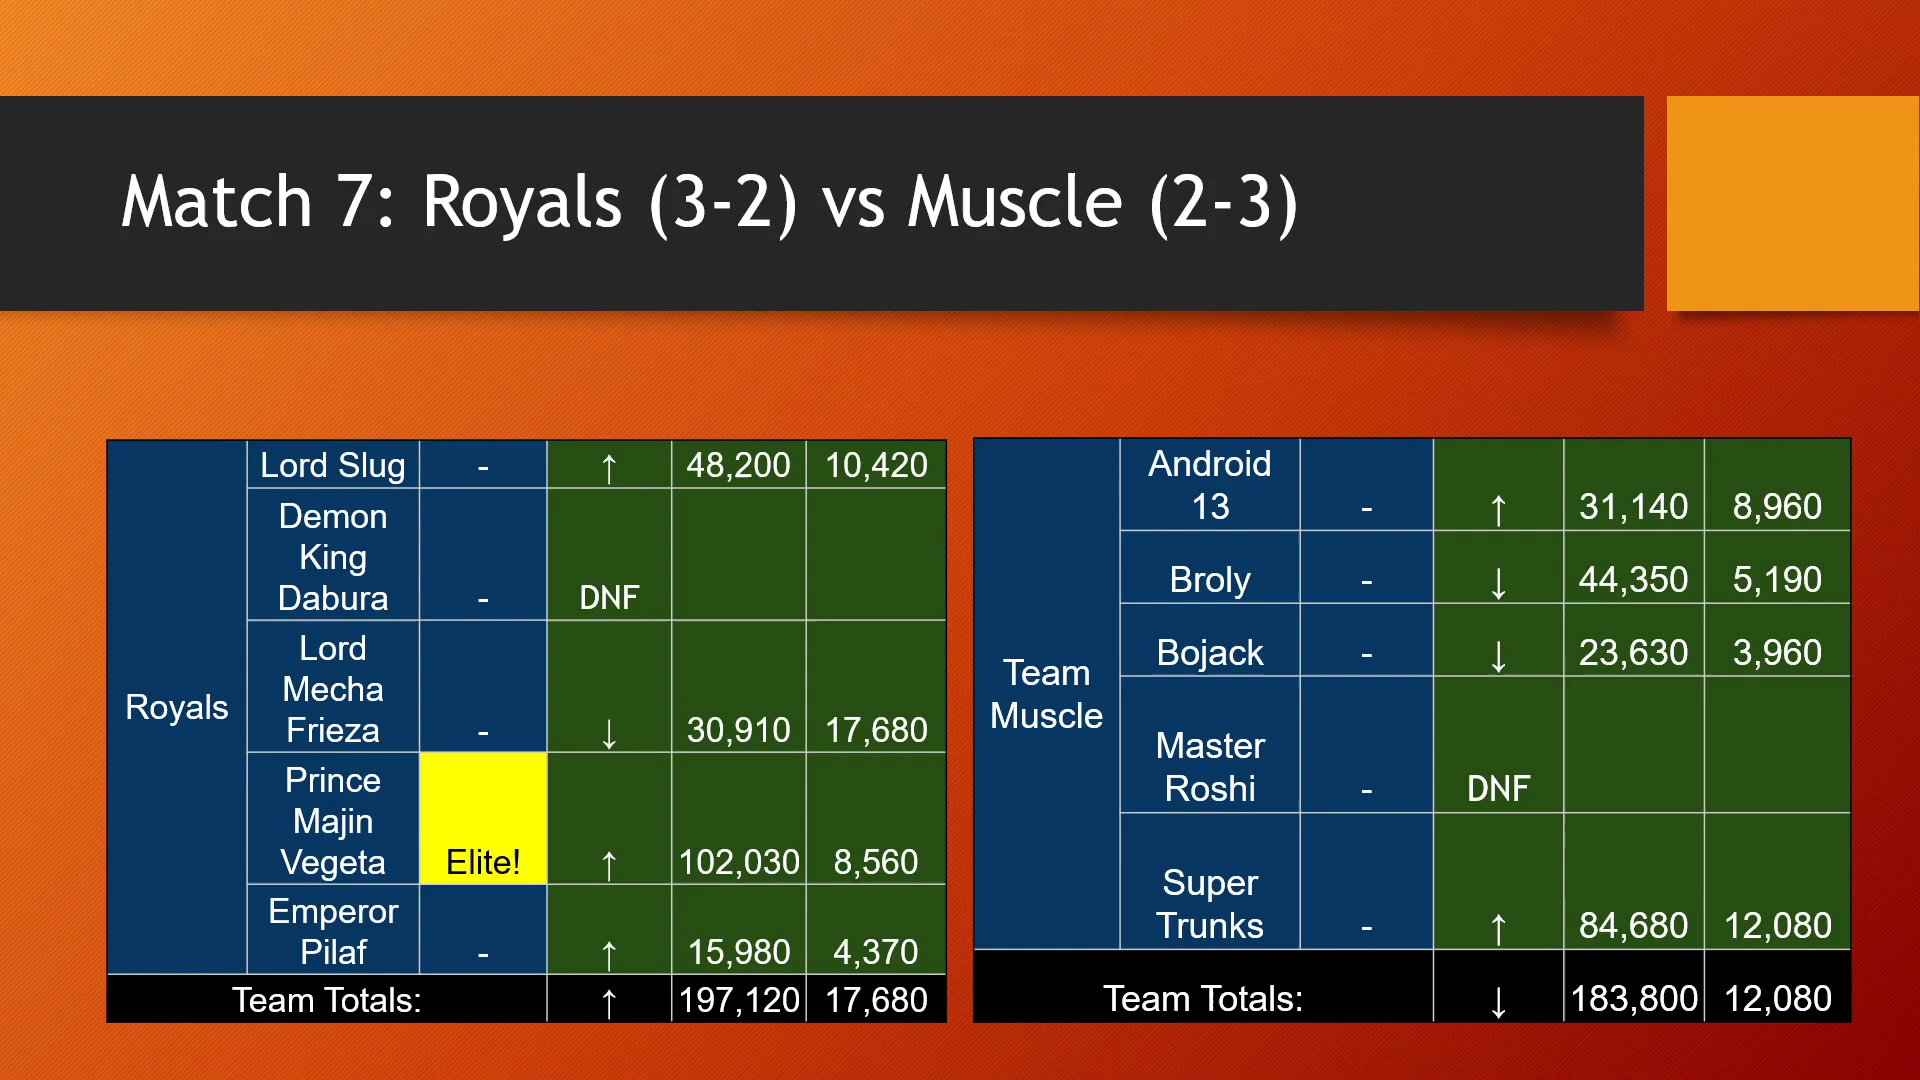 Match 7: Royals (3-2) vs Muscle (2-3)
Royals
Lord Slug - ↑ 48,200 10,420
Demon
King
Dabura - DNF
Lord
Mecha
Frieza - ↓ 30,910 17,680
Prince
Majin
Vegeta Elite! ↑ 102,030 8,560
Emperor
Pilaf - ↑ 15,980 4,370
Team Totals: ↑ 197,120 17,680
Team
Muscle
Android
13 - ↑ 31,140 8,960
Broly - ↓ 44,350 5,190
Bojack - ↓ 23,630 3,960
Master
Roshi - DNF
Super
Trunks - ↑ 84,680 12,080
Team Totals: ↓ 183,800 12,080